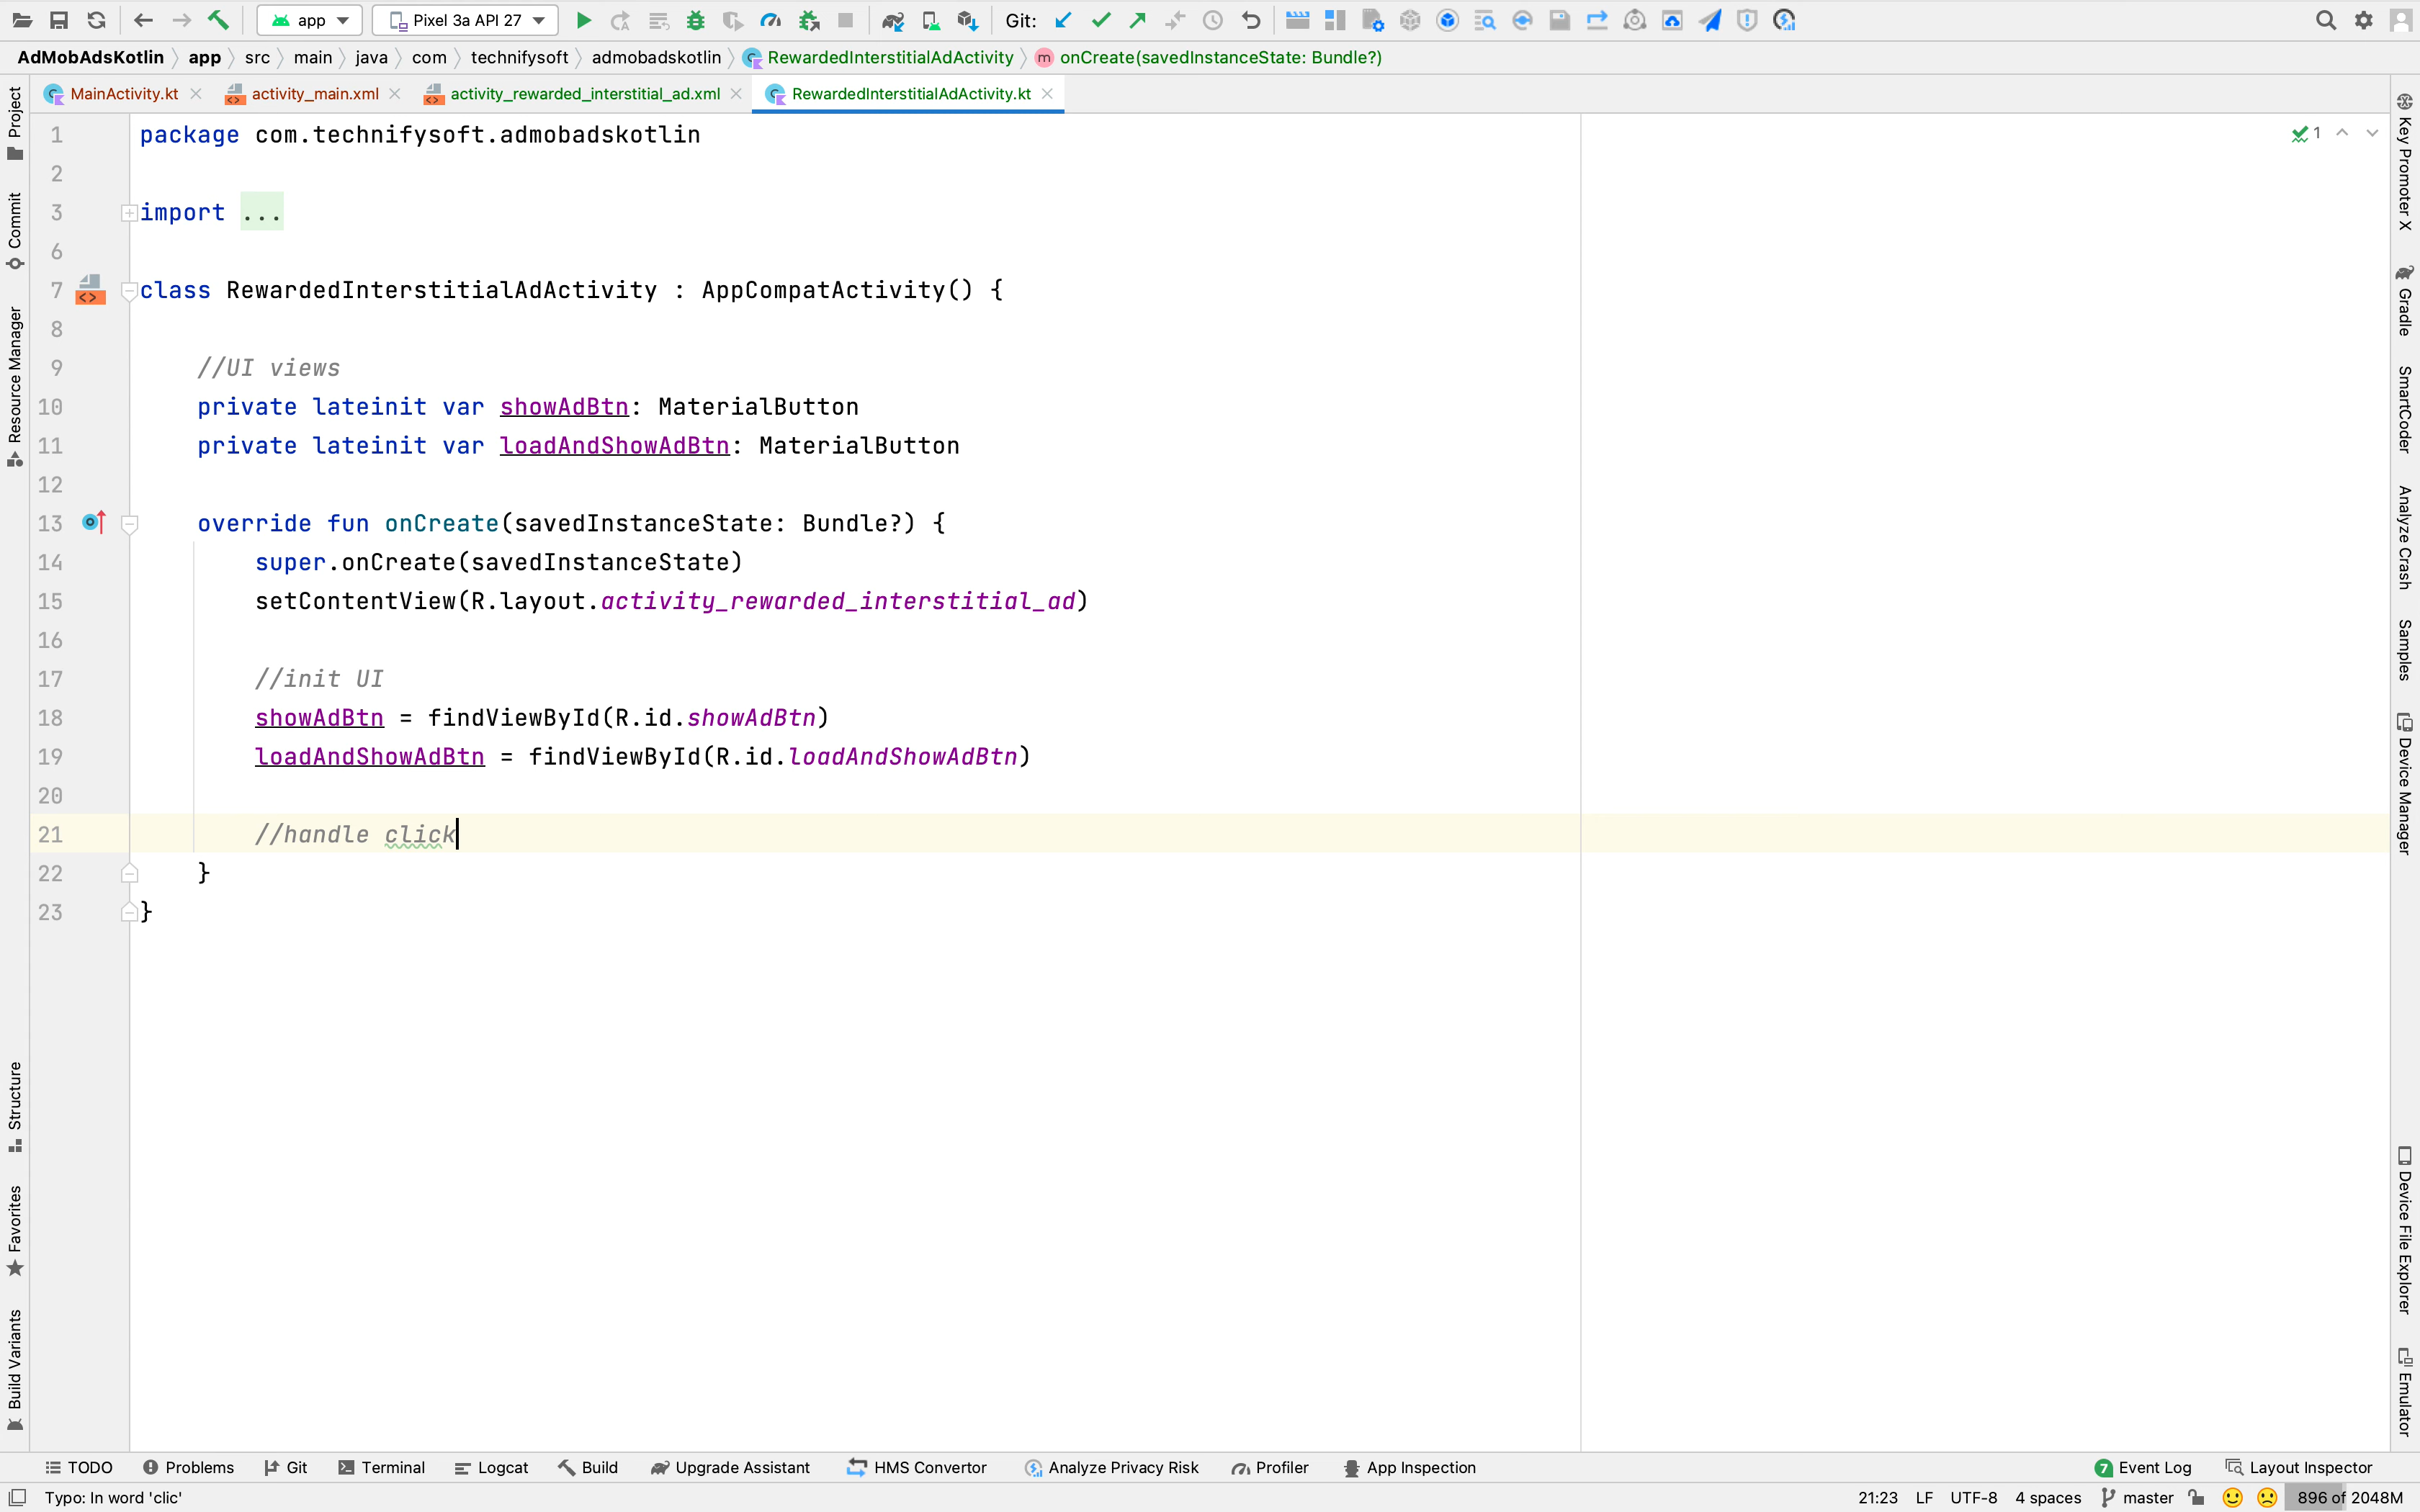 app
Pixel 3a API 27
Git:
AdMobAdsKotlin
app
src
main
java
com
technifysoft
admobadskotlin
RewardedInterstitialAdActivity
m
onCreate(savedInstanceState: Bundle?)
MainActivity.kt
activity_main.xml
activity_rewarded_interstitial_ad.xml
RewardedInterstitialAdActivity.kt
1 package com.technifysoft.admobadskotlin
2
3 import ...
6
7 class RewardedInterstitialAdActivity : AppCompatActivity() {
8
9 //UI views
10 private lateinit var showAdBtn: MaterialButton
11 private lateinit var loadAndShowAdBtn: MaterialButton
12
13 override fun onCreate(savedInstanceState: Bundle?) {
14 super.onCreate(savedInstanceState)
15 setContentView(R.layout.activity_rewarded_interstitial_ad)
16
17 //init UI
18 showAdBtn = findViewById(R.id.showAdBtn)
19 loadAndShowAdBtn = findViewById(R.id.loadAndShowAdBtn)
20
21 //handle click
22 }
23 }
1
Project
Commit
Resource Manager
Structure
Favorites
Build Variants
Key Promoter X
Gradle
SmartCoder
Analyze Crash
Samples
Device Manager
Device File Explorer
Emulator
TODO
Problems
Git
Terminal
Logcat
Build
Upgrade Assistant
HMS Convertor
Analyze Privacy Risk
Profiler
App Inspection
7 Event Log
Layout Inspector
Typo: In word 'clic'
21:23
LF
UTF-8
4 spaces
master
896 of 2048M